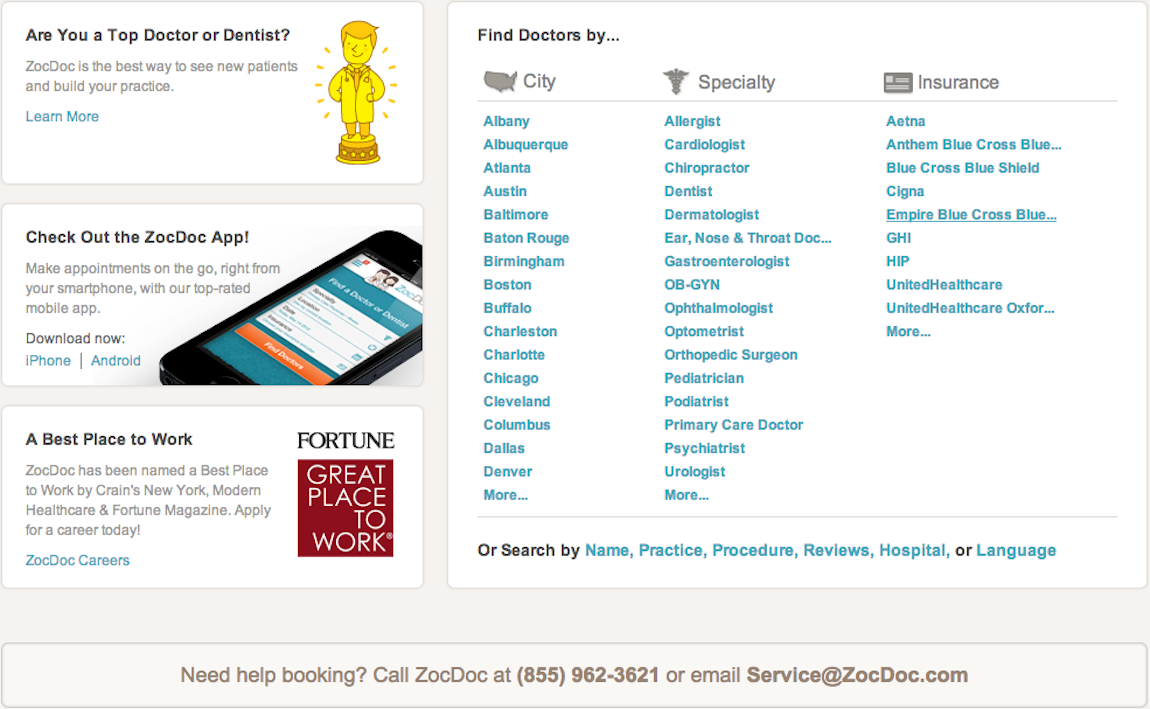 Are You a Top Doctor or Dentist?
ZocDoc is the best way to see new patients
and build your practice.
Learn More
Check Out the ZocDoc App!
Make appointments on the go, right from
your smartphone, with our top-rated
mobile app.
Download now:
iPhone | Android
Find a Doctor or Dentist
Specialty
Location
Date
Insurance
Find Doctors
A Best Place to Work
ZocDoc has been named a Best Place
to Work by Crain's New York, Modern
Healthcare & Fortune Magazine. Apply
for a career today!
ZocDoc Careers
FORTUNE
GREAT
PLACE
TO
WORK®
Find Doctors by...
City
Albany
Albuquerque
Atlanta
Austin
Baltimore
Baton Rouge
Birmingham
Boston
Buffalo
Charleston
Charlotte
Chicago
Cleveland
Columbus
Dallas
Denver
More...
Specialty
Allergist
Cardiologist
Chiropractor
Dentist
Dermatologist
Ear, Nose & Throat Doc...
Gastroenterologist
OB-GYN
Ophthalmologist
Optometrist
Orthopedic Surgeon
Pediatrician
Podiatrist
Primary Care Doctor
Psychiatrist
Urologist
More...
Insurance
Aetna
Anthem Blue Cross Blue...
Blue Cross Blue Shield
Cigna
Empire Blue Cross Blue...
GHI
HIP
UnitedHealthcare
UnitedHealthcare Oxfor...
More...
Or Search by Name, Practice, Procedure, Reviews, Hospital, or Language
Need help booking? Call ZocDoc at (855) 962-3621 or email Service@ZocDoc.com